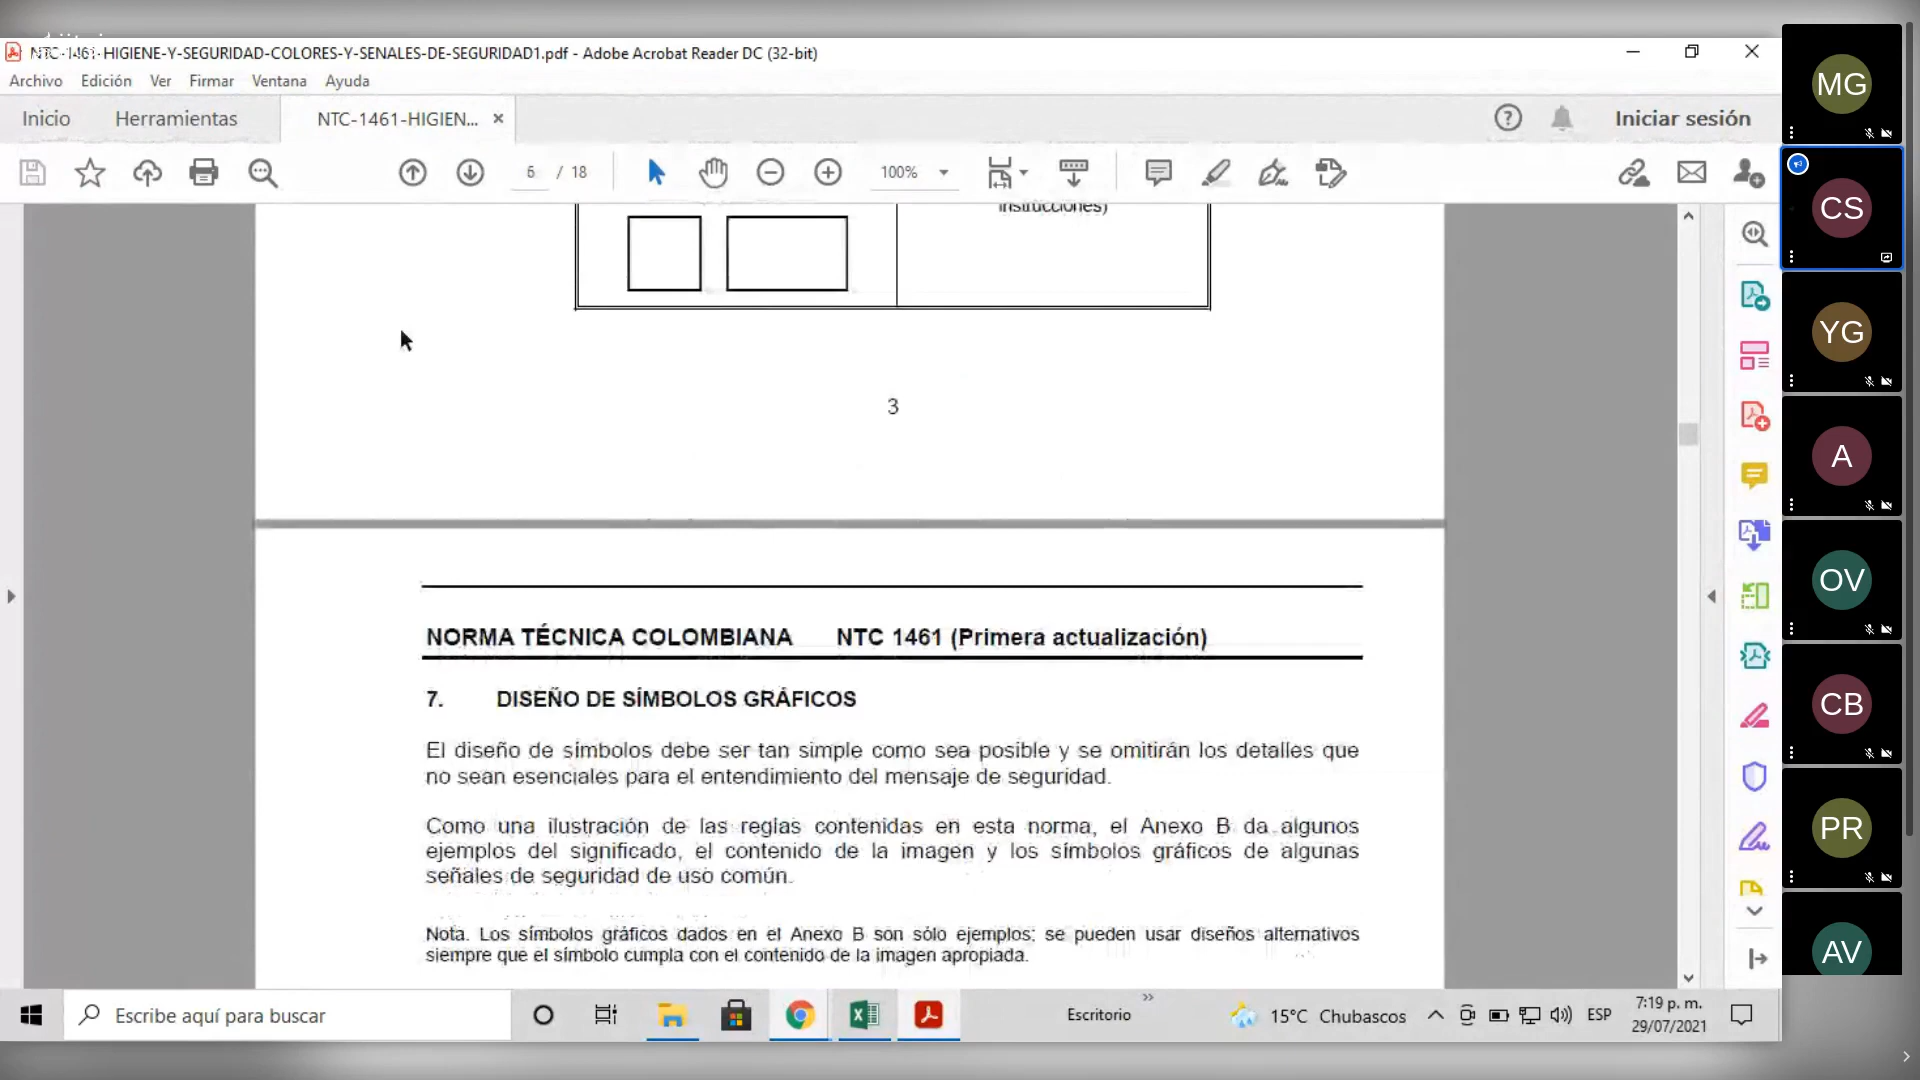 NTC-1461-HIGIENE-Y-SEGURIDAD-COLORES-Y-SENALES-DE-SEGURIDAD1.pdf - Adobe Acrobat Reader DC (32-bit)
Archivo Edición Ver Firmar Ventana Ayuda
Inicio Herramientas NTC-1461-HIGIEN... Iniciar sesión
6 / 18 100%
instrucciones)
3
NORMA TÉCNICA COLOMBIANA NTC 1461 (Primera actualización)
7. DISEÑO DE SÍMBOLOS GRÁFICOS
El diseño de símbolos debe ser tan simple como sea posible y se omitirán los detalles que
no sean esenciales para el entendimiento del mensaje de seguridad.
Como una ilustración de las reglas contenidas en esta norma, el Anexo B da algunos
ejemplos del significado, el contenido de la imagen y los símbolos gráficos de algunas
señales de seguridad de uso común.
Nota. Los símbolos gráficos dados en el Anexo B son sólo ejemplos; se pueden usar diseños alternativos
siempre que el símbolo cumpla con el contenido de la imagen apropiada.
Escribe aquí para buscar
Escritorio
15°C Chubascos
ESP
7:19 p. m.
29/07/2021
MG
CS
YG
A
OV
CB
PR
AV